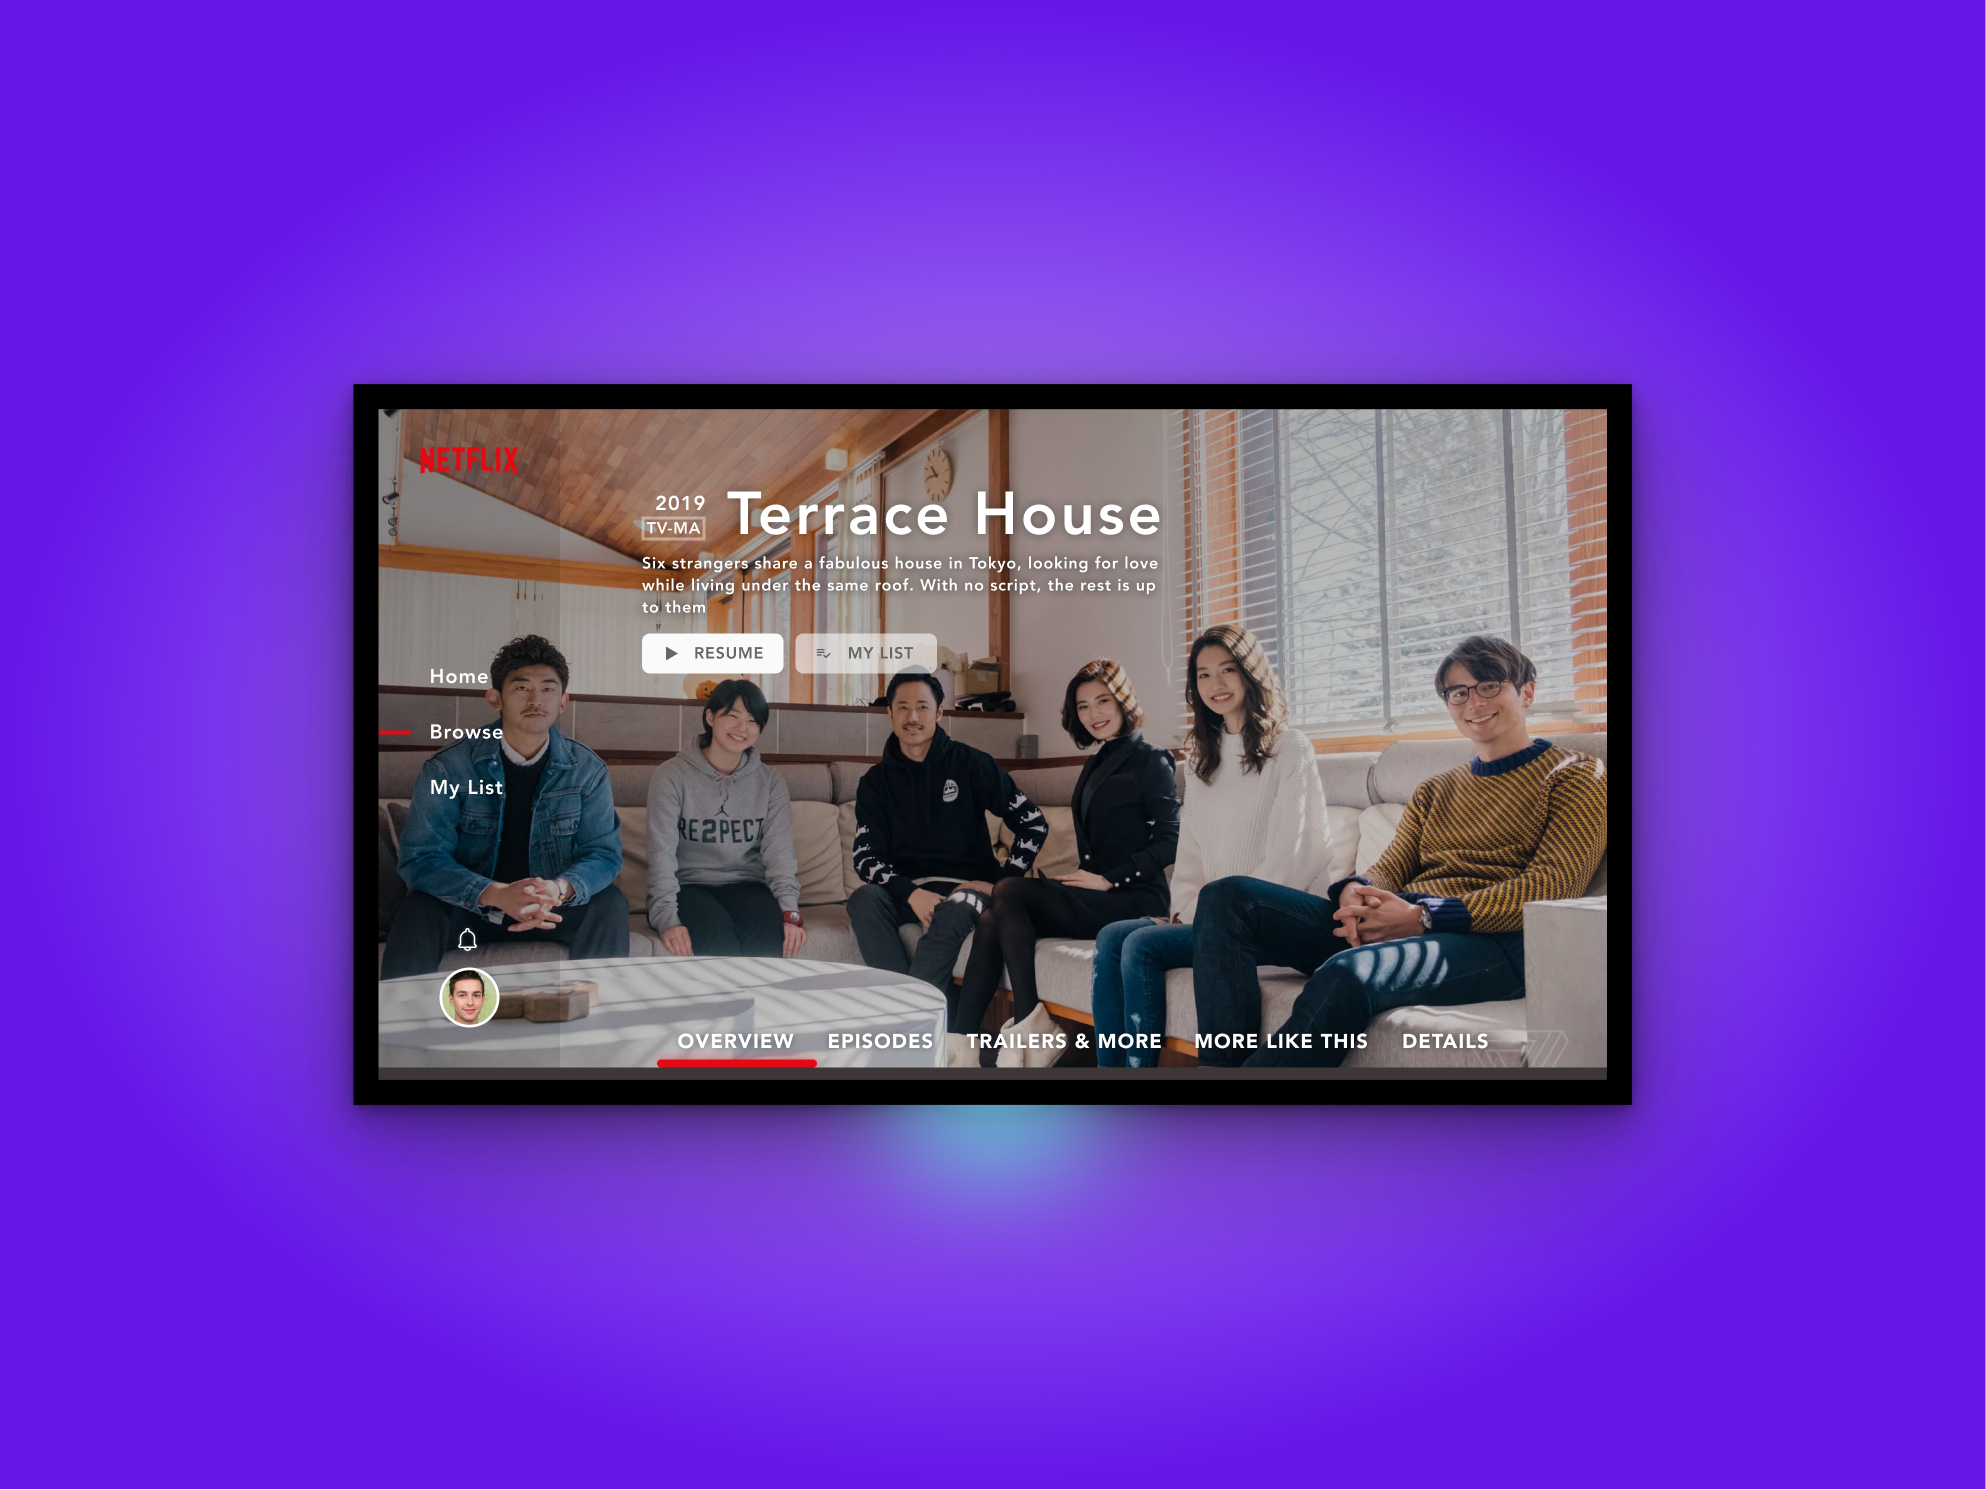 NETFLIX
2019
TV-MA
Terrace House
Six strangers share a fabulous house in Tokyo, looking for love
while living under the same roof. With no script, the rest is up
to them
RESUME
MY LIST
Home
Browse
My List
RE2PECT
OVERVIEW
EPISODES
TRAILERS & MORE
MORE LIKE THIS
DETAILS